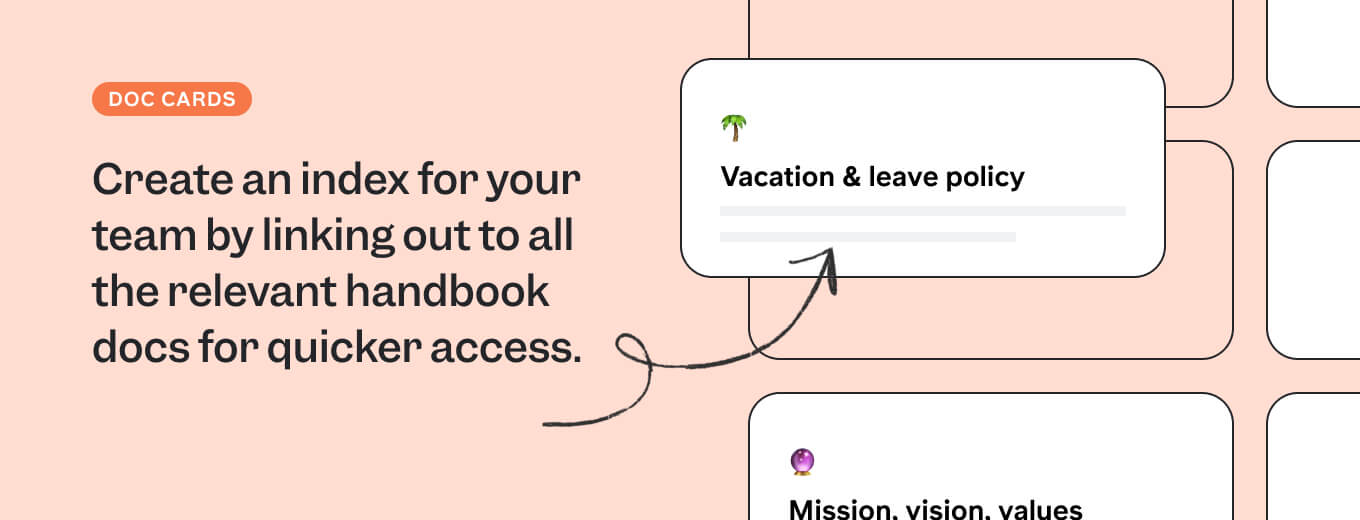 DOC CARDS
Create an index for your
team by linking out to all
the relevant handbook
docs for quicker access.
Vacation & leave policy
Mission, vision, values